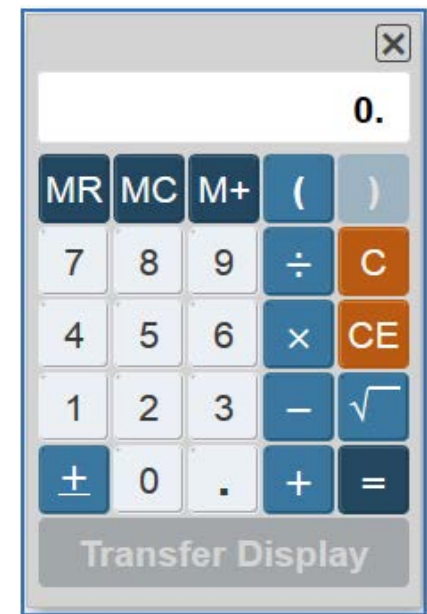 ×
0.
MR MC M+ ( )
7 8 9 ÷ C
4 5 6 × CE
1 2 3 − √
± 0 . + =
Transfer Display